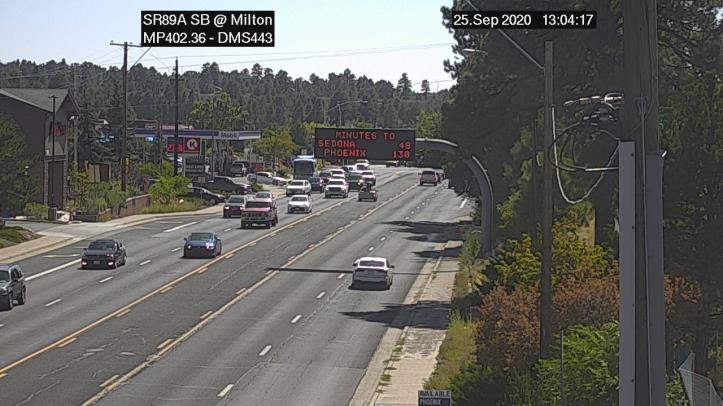 SR89A SB @ Milton
MP402.36 - DMS443
25.Sep 2020 13:04:17
MINUTES TO
SEDONA 48
PHOENIX 130
K
Mobil
AVAILABLE
PHOENIX